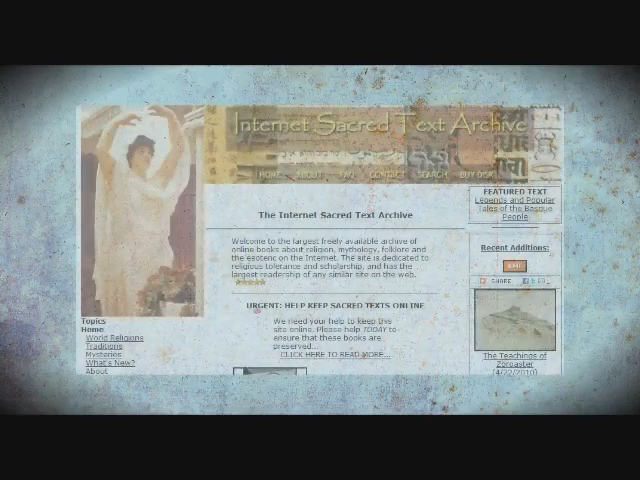 Internet Sacred Text Archive
HOME ABOUT FAQ CONTACT SEARCH BUY DISK
The Internet Sacred Text Archive
Welcome to the largest freely available archive of
online books about religion, mythology, folklore and
the esoteric on the Internet. The site is dedicated to
religious tolerance and scholarship, and has the
largest readership of any similar site on the web.
URGENT: HELP KEEP SACRED TEXTS ONLINE
We need your help to keep this
site online. Please help TODAY to
ensure that these books are
preserved...
CLICK HERE TO READ MORE...
Topics
Home
World Religions
Traditions
Mysteries
What's New?
About
FEATURED TEXT
Legends and Popular
Tales of the Basque
People
Recent Additions:
XML
SHARE
The Teachings of
Zoroaster
(4/22/2010)